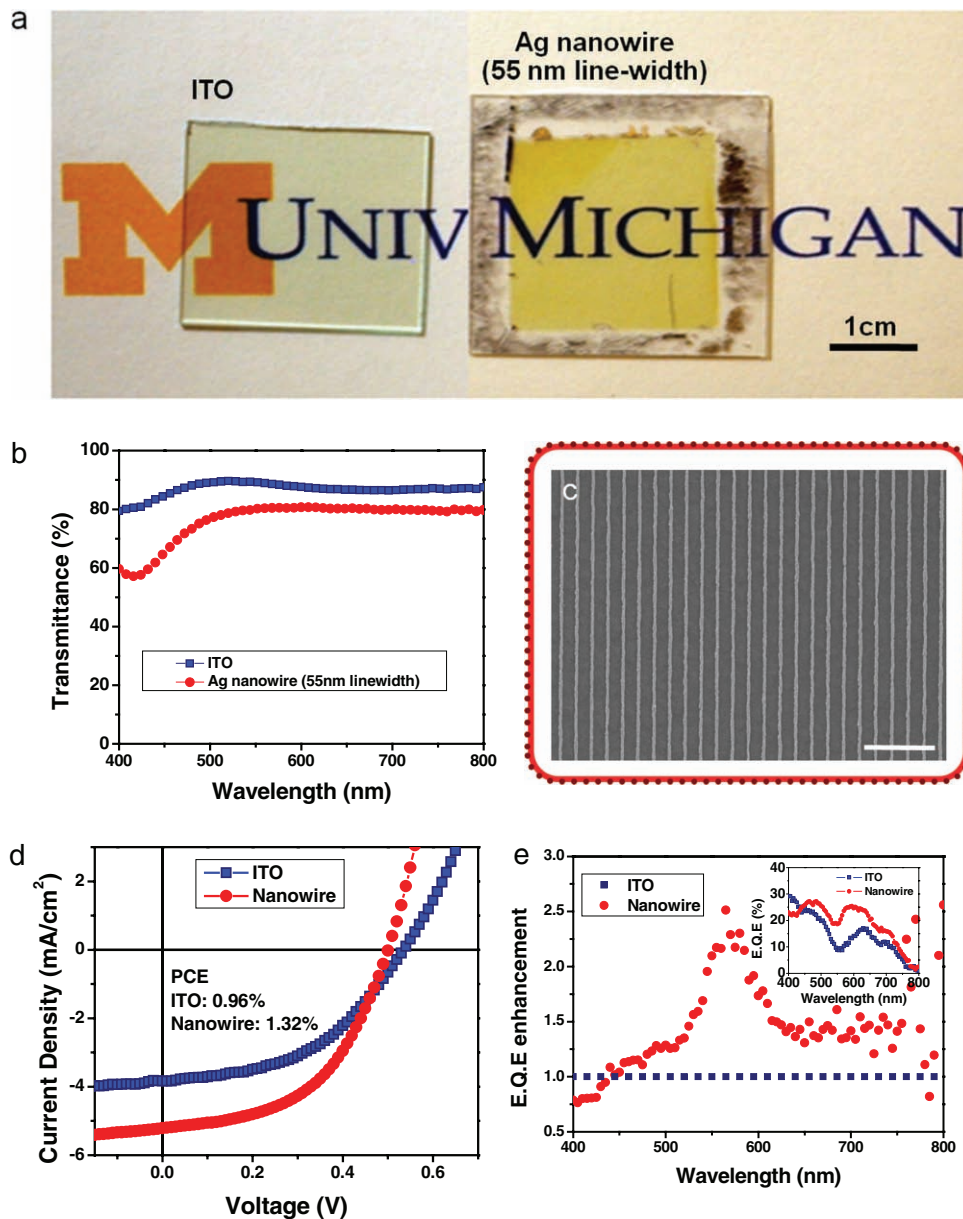 a
ITO
Ag nanowire
(55 nm line-width)
M UNIV MICHIGAN
1cm
b
100
80
60
40
20
0
Transmittance (%)
ITO
Ag nanowire (55nm linewidth)
400 500 600 700 800
Wavelength (nm)
C
d
2
0
-2
-4
-6
Current Density (mA/cm²)
ITO
Nanowire
PCE
ITO: 0.96%
Nanowire: 1.32%
0.0 0.2 0.4 0.6
Voltage (V)
e
3.0
2.5
2.0
1.5
1.0
0.5
E.Q.E enhancement
ITO
Nanowire
40
30
20
10
0
E.Q.E (%)
ITO
Nanowire
400 500 600 700 800
Wavelength (nm)
400 500 600 700 800
Wavelength (nm)